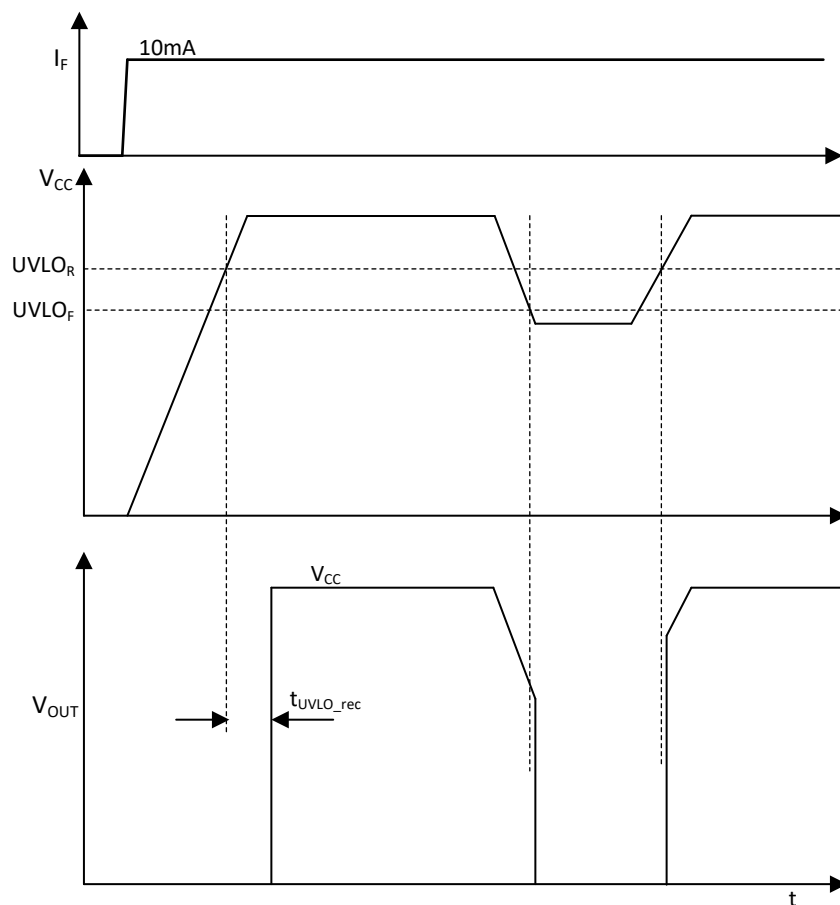 10mA
I_F
V_CC
UVLO_R
UVLO_F
V_CC
t_UVLO_rec
V_OUT
t